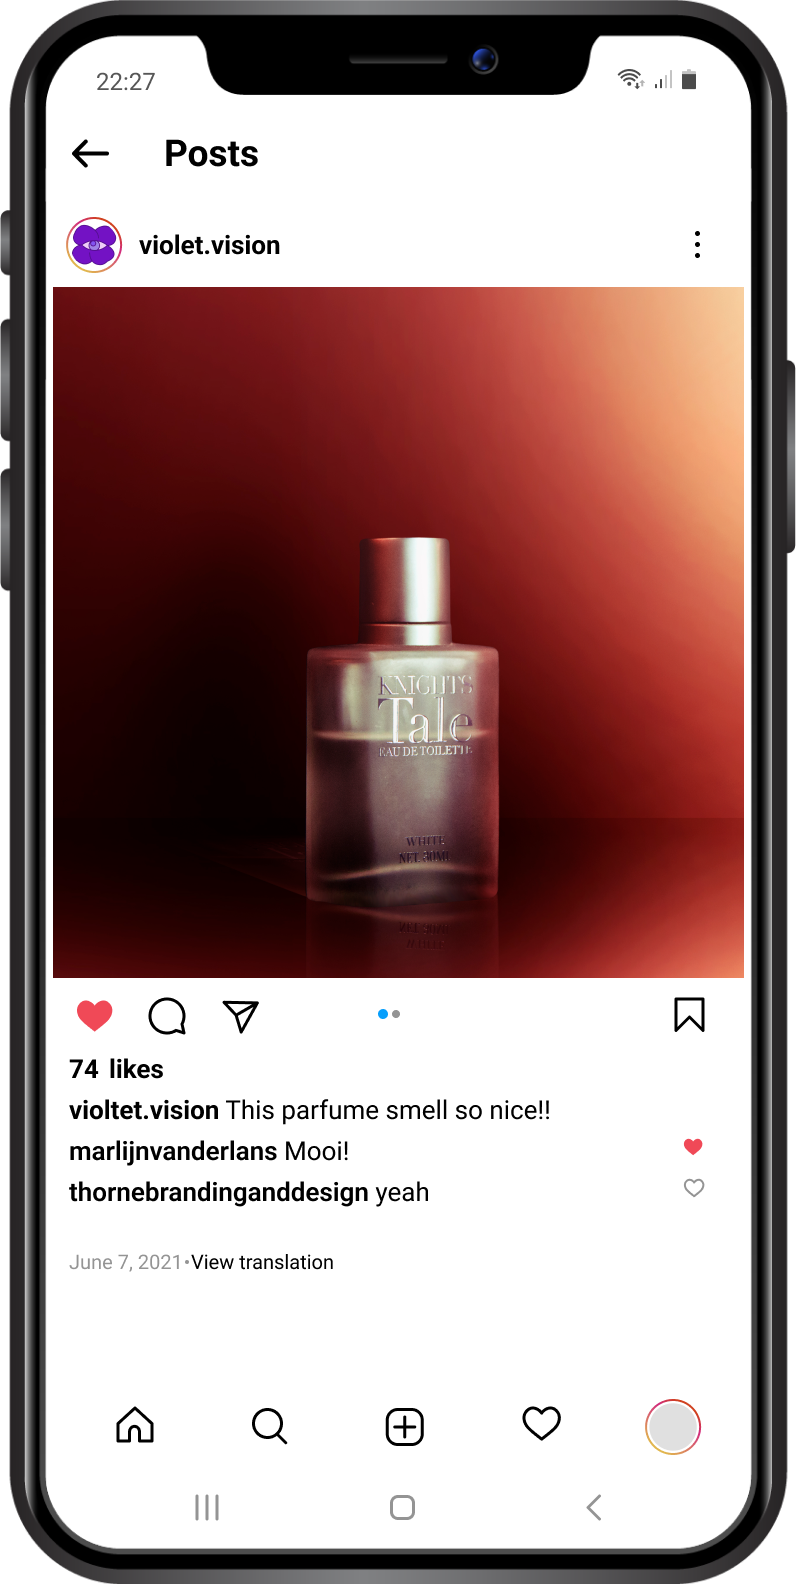 22:27
Posts
violet.vision
KNIGHTS
Tale
EAU DE TOILETTE
WHITE
NET 30ML
74 likes
violtet.vision This parfume smell so nice!!
marlijnvanderlans Mooi!
thornebrandinganddesign yeah
June 7, 2021•View translation